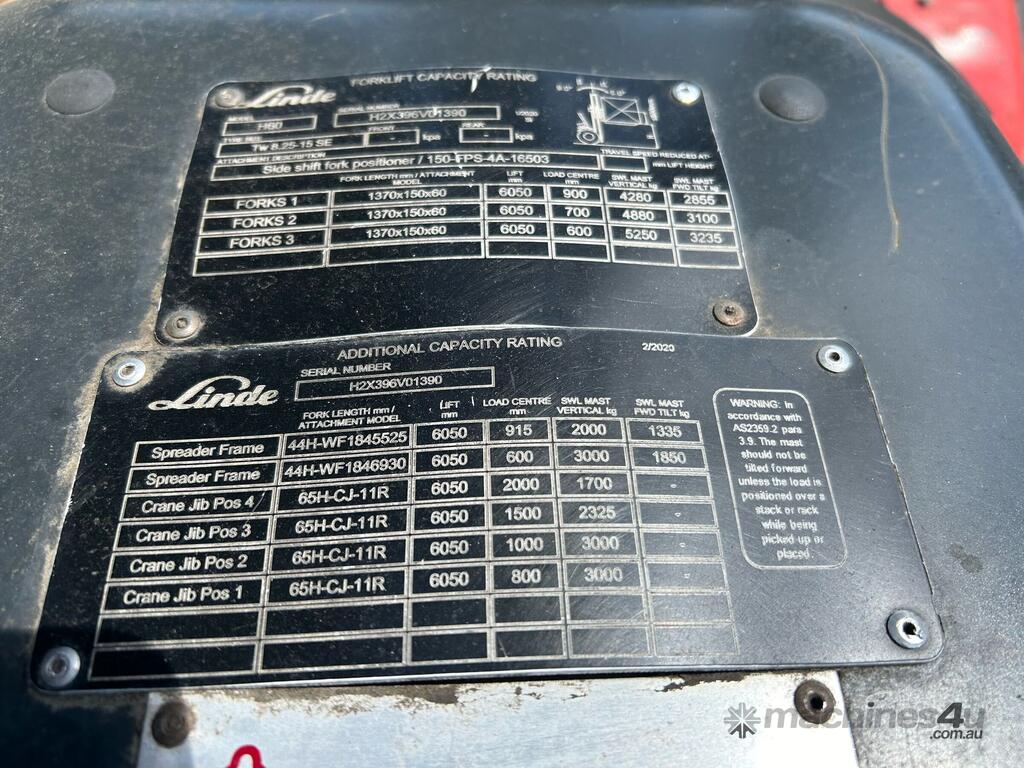 FORKLIFT CAPACITY RATING
Linde
MODEL H80
SERIAL NUMBER H2X396V01390
TYPE Tw 8.25-15 SE FRONT kpa REAR kpa
ATTACHMENT DESCRIPTION Side shift fork positioner / 150-FPS-4A-16503
TRAVEL SPEED REDUCED AT- mm LIFT HEIGHT
FORK LENGTH mm / ATTACHMENT MODEL LIFT mm LOAD CENTRE mm SWL MAST VERTICAL kg SWL MAST FWD TILT kg
FORKS 1 1370x150x60 6050 900 4280 2855
FORKS 2 1370x150x60 6050 700 4880 3100
FORKS 3 1370x150x60 6050 600 5250 3235
ADDITIONAL CAPACITY RATING 2/2020
Linde
SERIAL NUMBER
H2X396V01390
FORK LENGTH mm / ATTACHMENT MODEL LIFT mm LOAD CENTRE mm SWL MAST VERTICAL kg SWL MAST FWD TILT kg
Spreader Frame 44H-WF1845525 6050 915 2000 1335
Spreader Frame 44H-WF1846930 6050 600 3000 1850
Crane Jib Pos 4 65H-CJ-11R 6050 2000 1700 -
Crane Jib Pos 3 65H-CJ-11R 6050 1500 2325 -
Crane Jib Pos 2 65H-CJ-11R 6050 1000 3000 -
Crane Jib Pos 1 65H-CJ-11R 6050 800 3000 -
WARNING: In
accordance with
AS2359.2 para
3.9. The mast
should not be
tilted forward
unless the load is
positioned over a
stack or rack
while being
picked up or
placed.
machines4u
.com.au